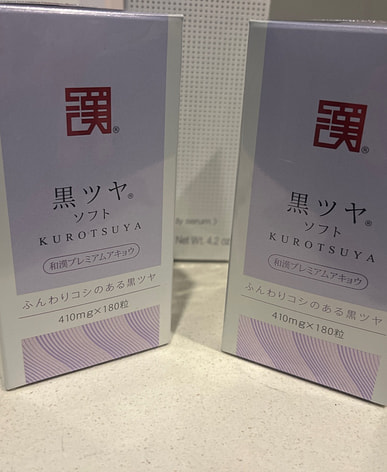 漢®
黒ツヤ®
ソフト
KUROTSUYA
和漢プレミアムアキョウ
ふんわりコシのある黒ツヤ
410mg×180粒
漢®
黒ツヤ®
ソフト
KUROTSUYA
和漢プレミアムアキョウ
ふんわりコシのある黒ツヤ
410mg×180粒
serum
Net Wt. 4.2 oz